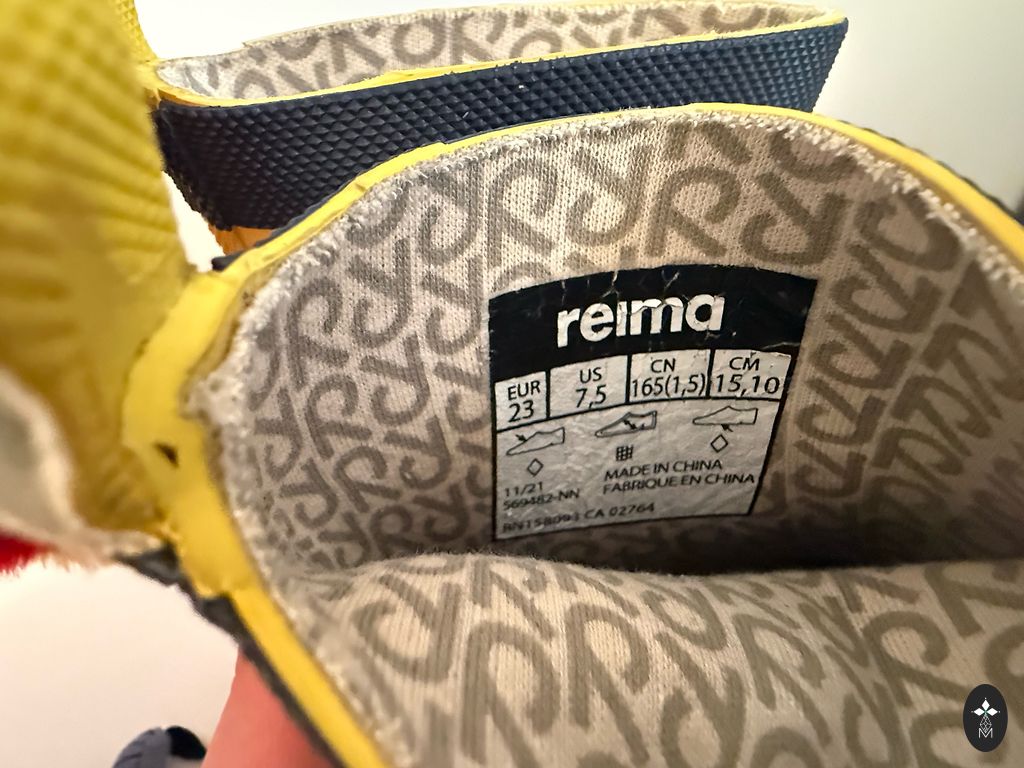 reima
EUR US CN CM
23 7,5 165(1,5) 15,10
MADE IN CHINA
FABRIQUE EN CHINA
11/21
569482-NN
RN158093 CA 02764
M